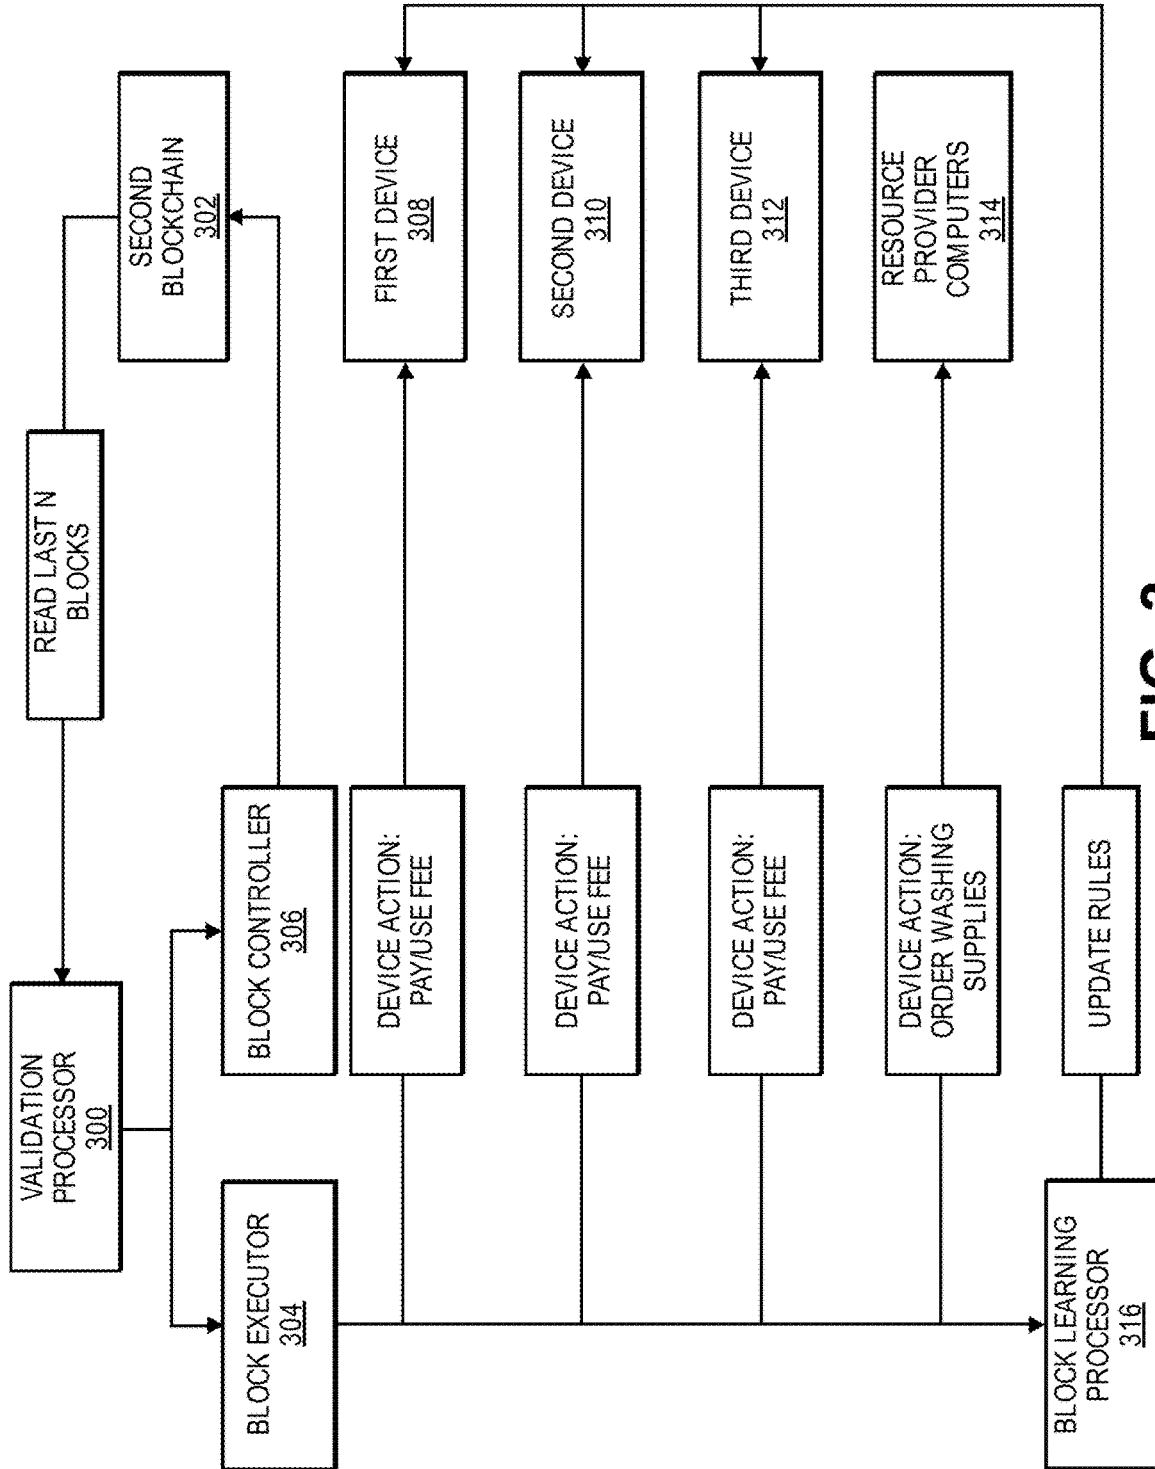 READ LAST N
BLOCKS
VALIDATION
PROCESSOR
300
SECOND
BLOCKCHAIN
302
BLOCK EXECUTOR
304
BLOCK CONTROLLER
306
DEVICE ACTION:
PAY/USE FEE
FIRST DEVICE
308
DEVICE ACTION:
PAY/USE FEE
SECOND DEVICE
310
DEVICE ACTION:
PAY/USE FEE
THIRD DEVICE
312
DEVICE ACTION:
ORDER WASHING
SUPPLIES
RESOURCE
PROVIDER
COMPUTERS
314
BLOCK LEARNING
PROCESSOR
316
UPDATE RULES
FIG.